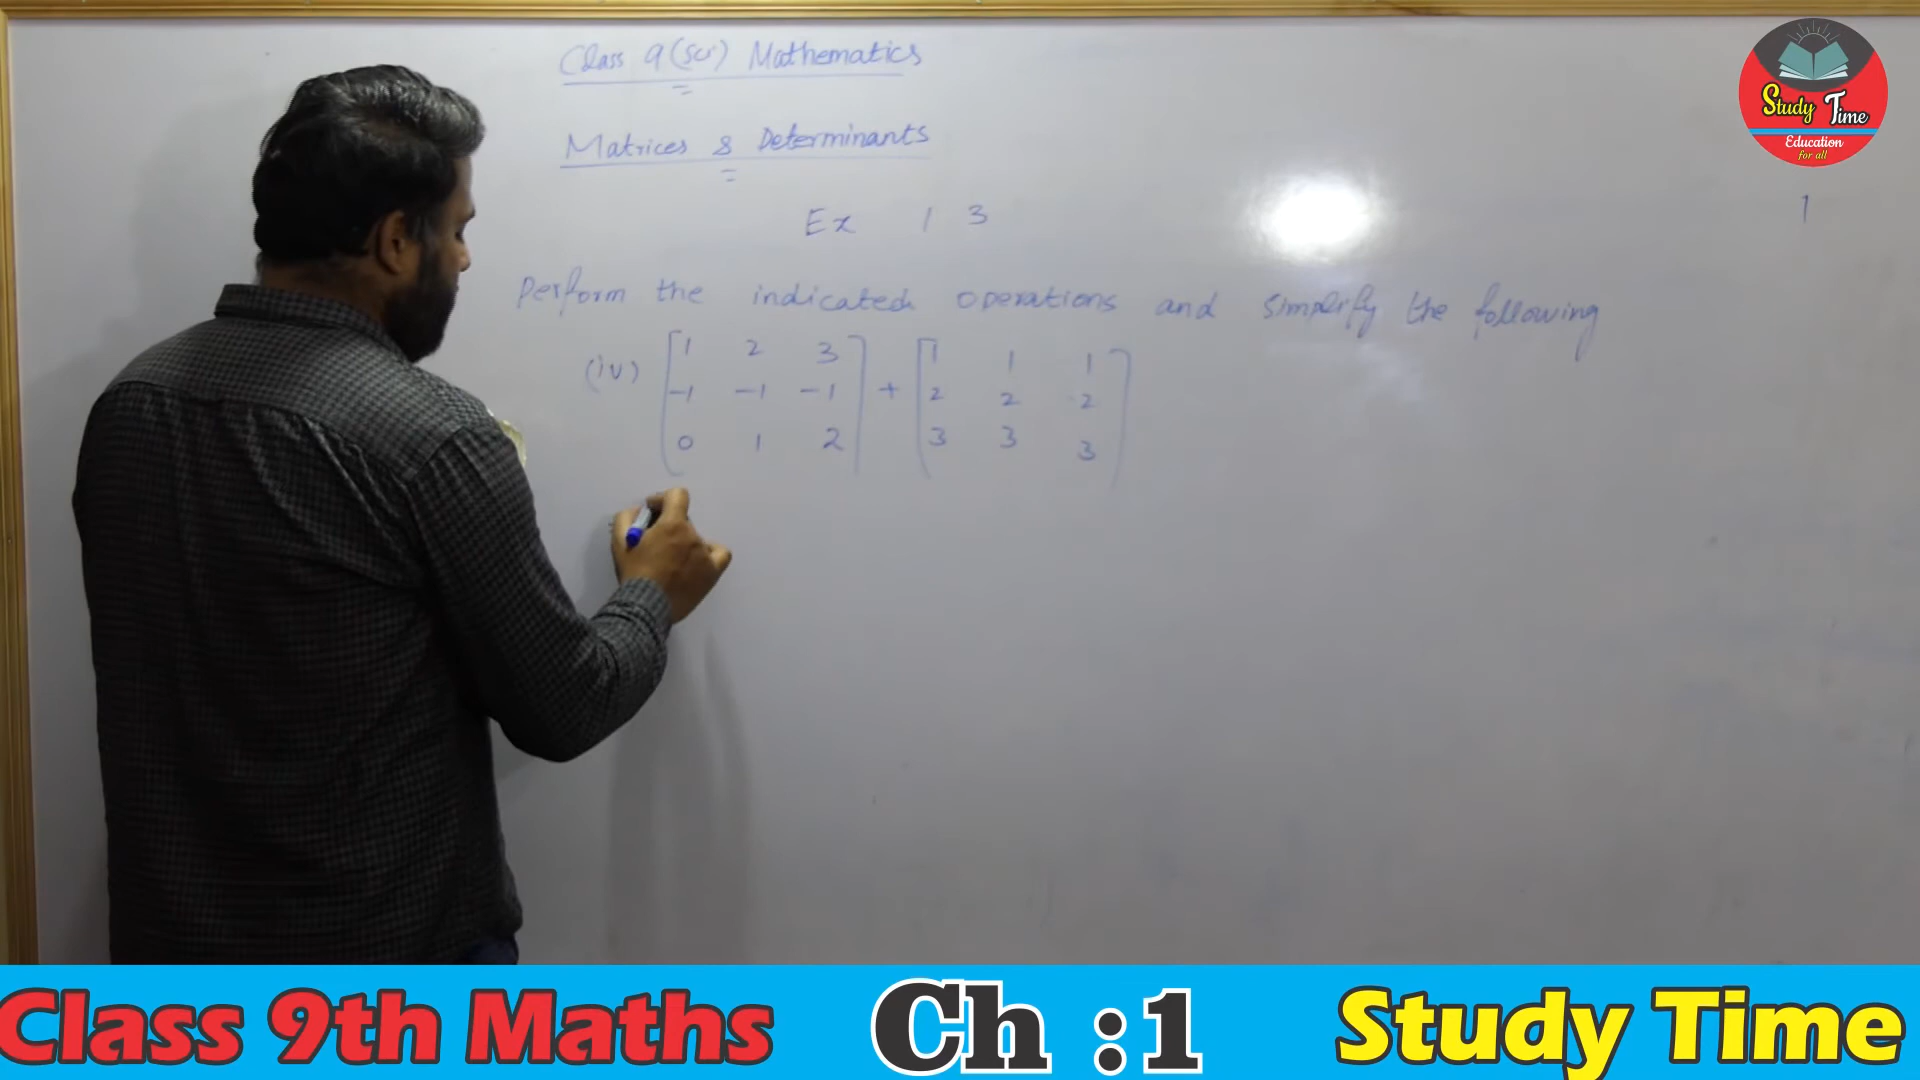 Class 9 (Sci) Mathematics
Matrices & Determinants
Ex 1 3
Perform the indicated operations and simplify the following
(iv) [1 2 3] + [1 1 1]
[-1 -1 -1] [2 2 2]
[0 1 2] [3 3 3]
1
Study Time
Education
for all
Class 9th Maths Ch :1 Study Time